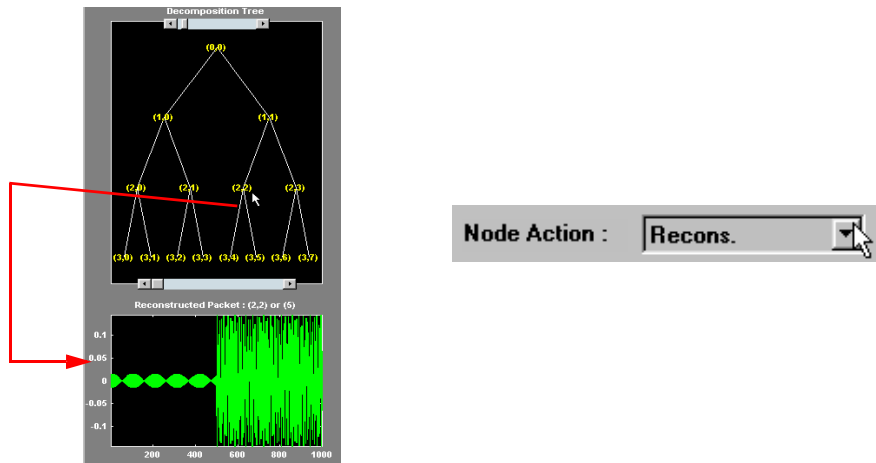 Decomposition Tree
(0,0)
(1,0) (1,1)
(2,0) (2,1) (2,2) (2,3)
(3,0) (3,1) (3,2) (3,3) (3,4) (3,5) (3,6) (3,7)
Reconstructed Packet : (2,2) or (5)
0.1
0.05
0
-0.05
-0.1
200 400 600 800 1000
Node Action : Recons.